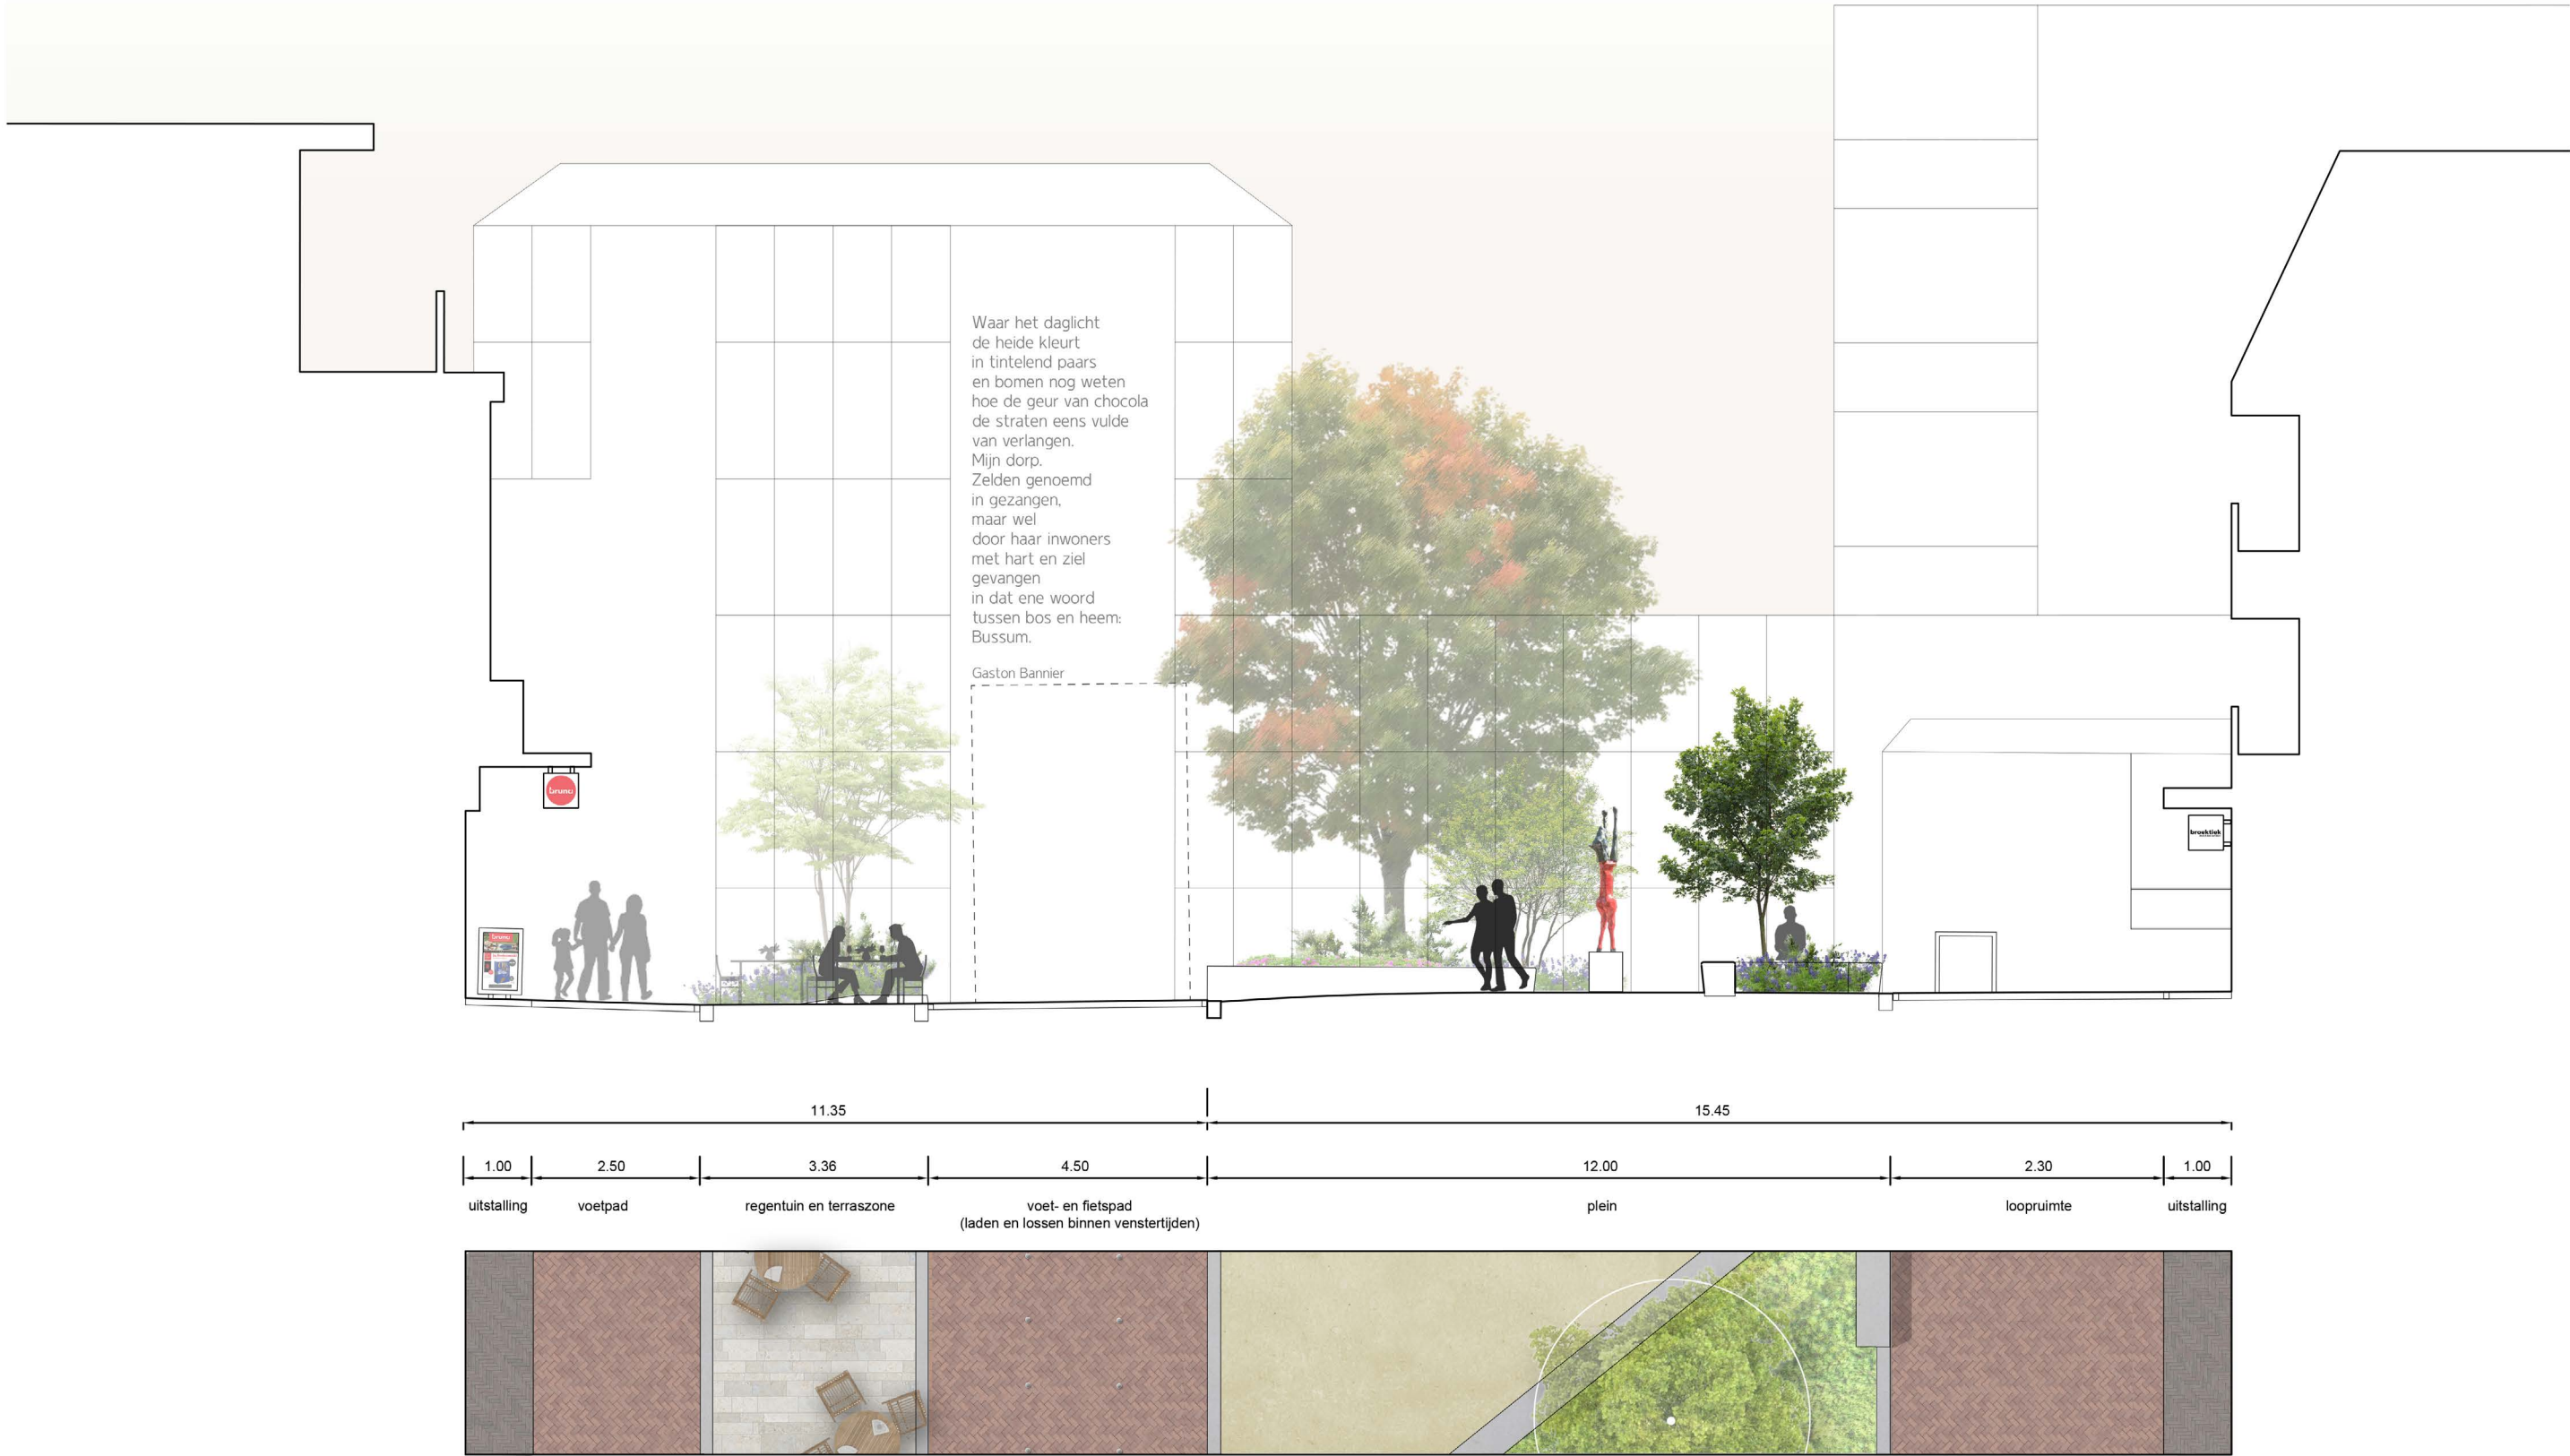 Waar het daglicht
de heide kleurt
in tintelend paars
en bomen nog weten
hoe de geur van chocola
de straten eens vulde
van verlangen.
Mijn dorp.
Zelden genoemd
in gezangen,
maar wel
door haar inwoners
met hart en ziel
gevangen
in dat ene woord
tussen bos en heem:
Bussum.
Gaston Bannier
bruna
broektiek
bruna
11.35
15.45
1.00
2.50
3.36
4.50
12.00
2.30
1.00
uitstalling
voetpad
regentuin en terraszone
voet- en fietspad
(laden en lossen binnen venstertijden)
plein
loopruimte
uitstalling